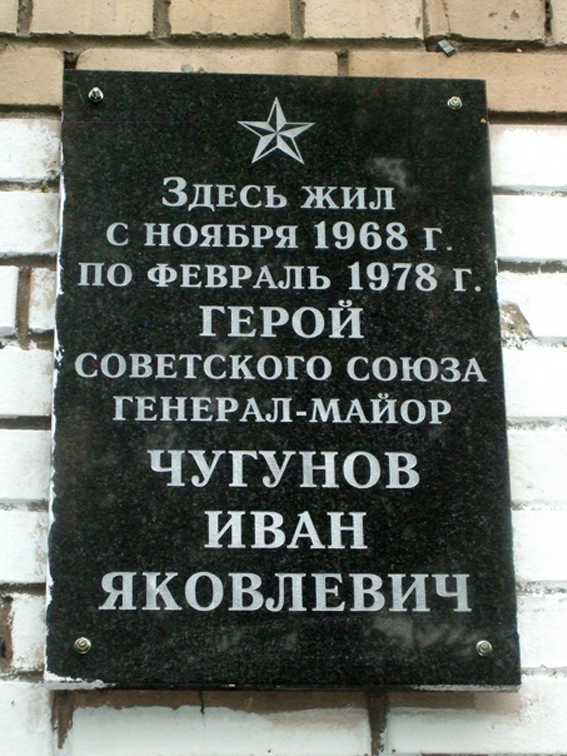 Здесь жил
с ноября 1968 г.
по февраль 1978 г.
ГЕРОЙ
СОВЕТСКОГО СОЮЗА
ГЕНЕРАЛ-МАЙОР
ЧУГУНОВ
ИВАН
ЯКОВЛЕВИЧ